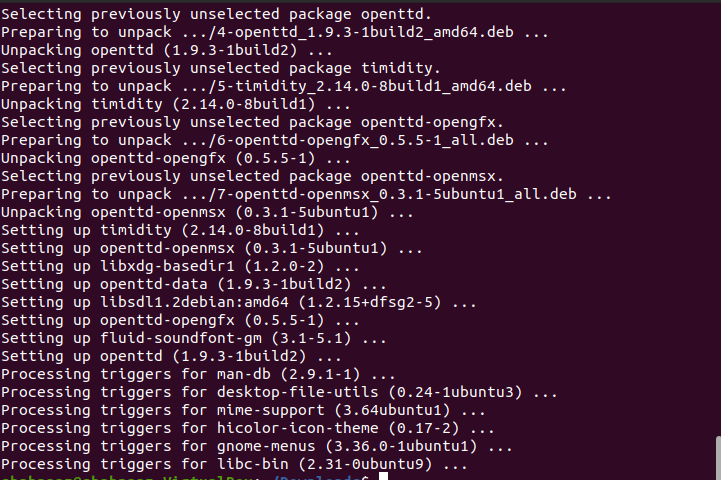 Selecting previously unselected package openttd.
Preparing to unpack .../4-openttd_1.9.3-1build2_amd64.deb ...
Unpacking openttd (1.9.3-1build2) ...
Selecting previously unselected package timidity.
Preparing to unpack .../5-timidity_2.14.0-8build1_amd64.deb ...
Unpacking timidity (2.14.0-8build1) ...
Selecting previously unselected package openttd-opengfx.
Preparing to unpack .../6-openttd-opengfx_0.5.5-1_all.deb ...
Unpacking openttd-opengfx (0.5.5-1) ...
Selecting previously unselected package openttd-openmsx.
Preparing to unpack .../7-openttd-openmsx_0.3.1-5ubuntu1_all.deb ...
Unpacking openttd-openmsx (0.3.1-5ubuntu1) ...
Setting up timidity (2.14.0-8build1) ...
Setting up openttd-openmsx (0.3.1-5ubuntu1) ...
Setting up libxdg-basedir1 (1.2.0-2) ...
Setting up openttd-data (1.9.3-1build2) ...
Setting up libsdl1.2debian:amd64 (1.2.15+dfsg2-5) ...
Setting up openttd-opengfx (0.5.5-1) ...
Setting up fluid-soundfont-gm (3.1-5.1) ...
Setting up openttd (1.9.3-1build2) ...
Processing triggers for man-db (2.9.1-1) ...
Processing triggers for desktop-file-utils (0.24-1ubuntu3) ...
Processing triggers for mime-support (3.64ubuntu1) ...
Processing triggers for hicolor-icon-theme (0.17-2) ...
Processing triggers for gnome-menus (3.36.0-1ubuntu1) ...
Processing triggers for libc-bin (2.31-0ubuntu9) ...